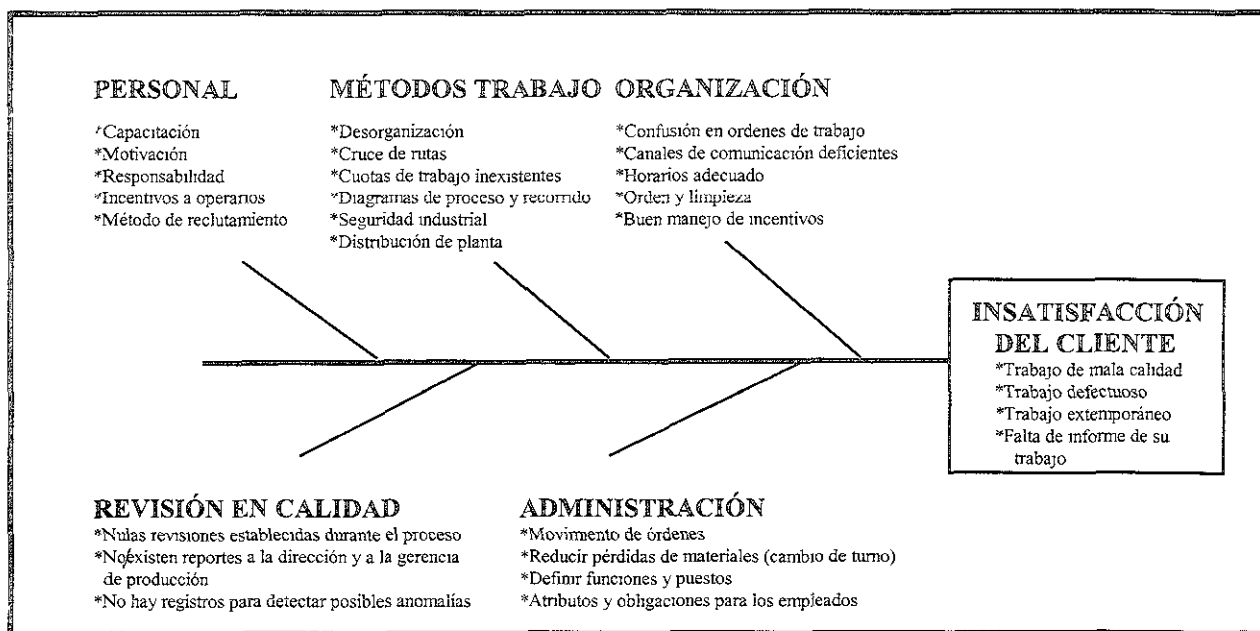 PERSONAL
*Capacitación
*Motivación
*Responsabilidad
*Incentivos a operarios
*Método de reclutamiento
MÉTODOS TRABAJO
*Desorganización
*Cruce de rutas
*Cuotas de trabajo inexistentes
*Diagramas de proceso y recorrido
*Seguridad industrial
*Distribución de planta
ORGANIZACIÓN
*Confusión en ordenes de trabajo
*Canales de comunicación deficientes
*Horarios adecuado
*Orden y limpieza
*Buen manejo de incentivos
INSATISFACCIÓN
DEL CLIENTE
*Trabajo de mala calidad
*Trabajo defectuoso
*Trabajo extemporáneo
*Falta de informe de su
trabajo
REVISIÓN EN CALIDAD
*Nulas revisiones establecidas durante el proceso
*No existen reportes a la dirección y a la gerencia
de producción
*No hay registros para detectar posibles anomalías
ADMINISTRACIÓN
*Movimento de órdenes
*Reducir pérdidas de materiales (cambio de turno)
*Definir funciones y puestos
*Atributos y obligaciones para los empleados